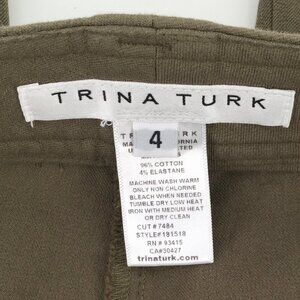 TRINA TURK
4
96% COTTON
4% ELASTANE
MACHINE WASH WARM
ONLY NON CHLORINE
BLEACH WHEN NEEDED
TUMBLE DRY LOW HEAT
IRON WITH MEDIUM HEAT
OR DRY CLEAN
CUT#7484
STYLE#181518
RN # 93415
CA#30427
trinaturk.com